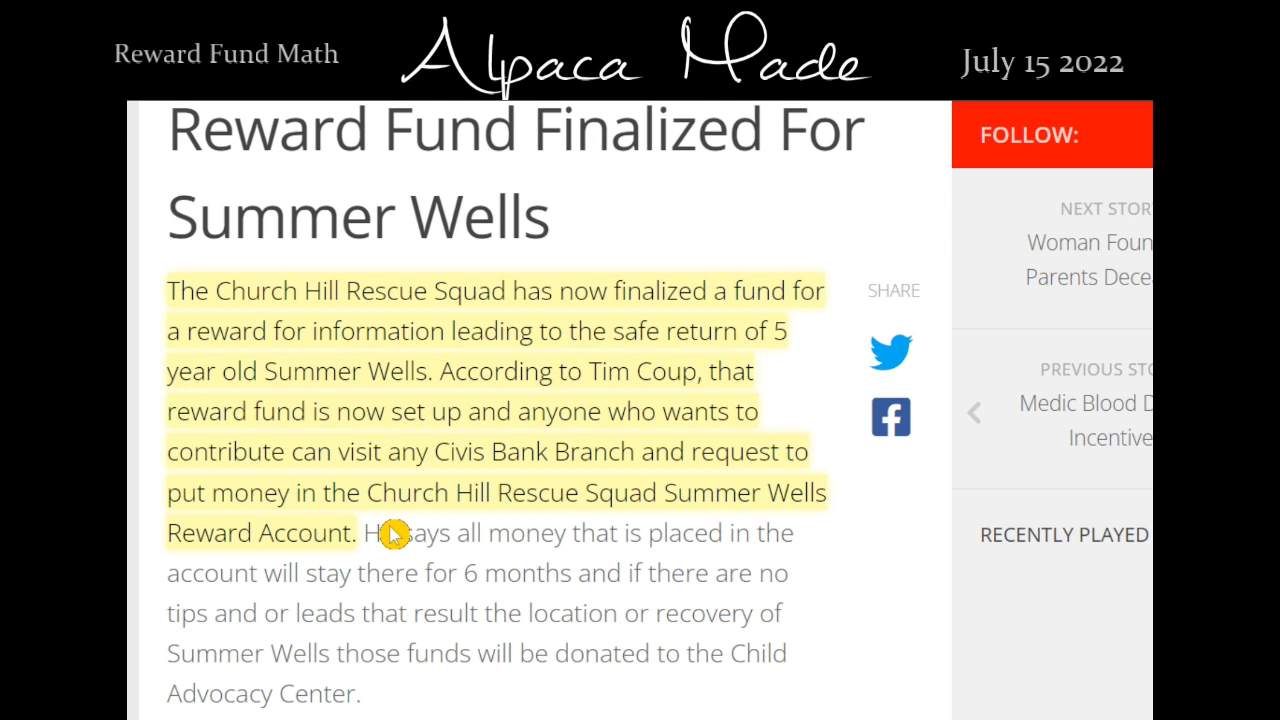 Reward Fund Math
Alpaca Made
July 15 2022
Reward Fund Finalized For
Summer Wells
The Church Hill Rescue Squad has now finalized a fund for
a reward for information leading to the safe return of 5
year old Summer Wells. According to Tim Coup, that
reward fund is now set up and anyone who wants to
contribute can visit any Civis Bank Branch and request to
put money in the Church Hill Rescue Squad Summer Wells
Reward Account. He says all money that is placed in the
account will stay there for 6 months and if there are no
tips and or leads that result the location or recovery of
Summer Wells those funds will be donated to the Child
Advocacy Center.
SHARE
FOLLOW:
NEXT STOR
Woman Foun
Parents Dece
PREVIOUS STO
Medic Blood D
Incentive
RECENTLY PLAYED